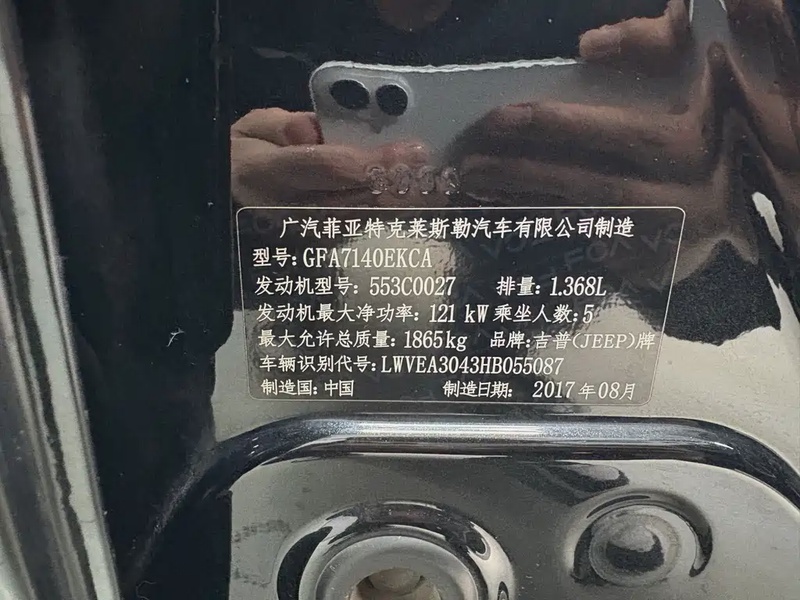 广汽菲亚特克莱斯勒汽车有限公司制造
型号: GFA7140EKCA
发动机型号: 553C0027 排量: 1.368L
发动机最大净功率: 121 kW 乘坐人数: 5
最大允许总质量: 1865kg 品牌: 吉普(JEEP)牌
车辆识别代号: LWVEA3043HB055087
制造国: 中国 制造日期: 2017年08月